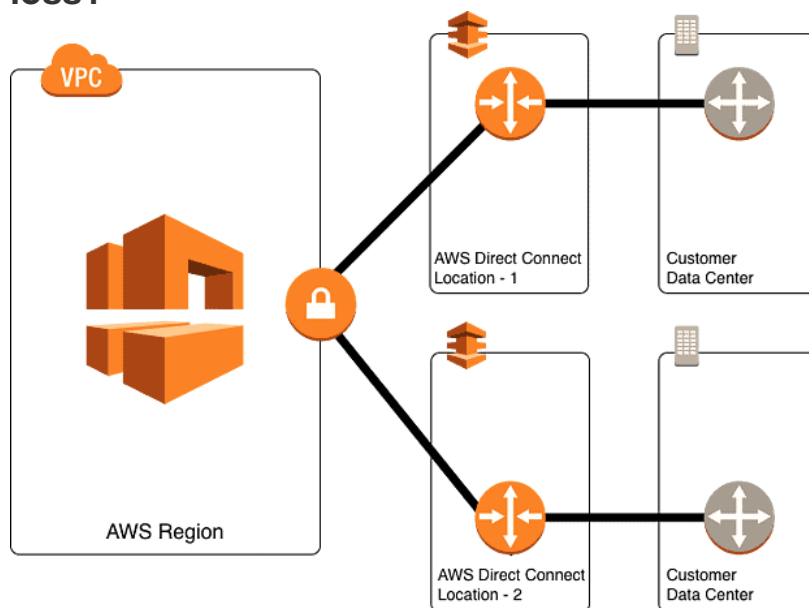 VPC
AWS Direct Connect
Location - 1
Customer
Data Center
AWS Region
AWS Direct Connect
Location - 2
Customer
Data Center